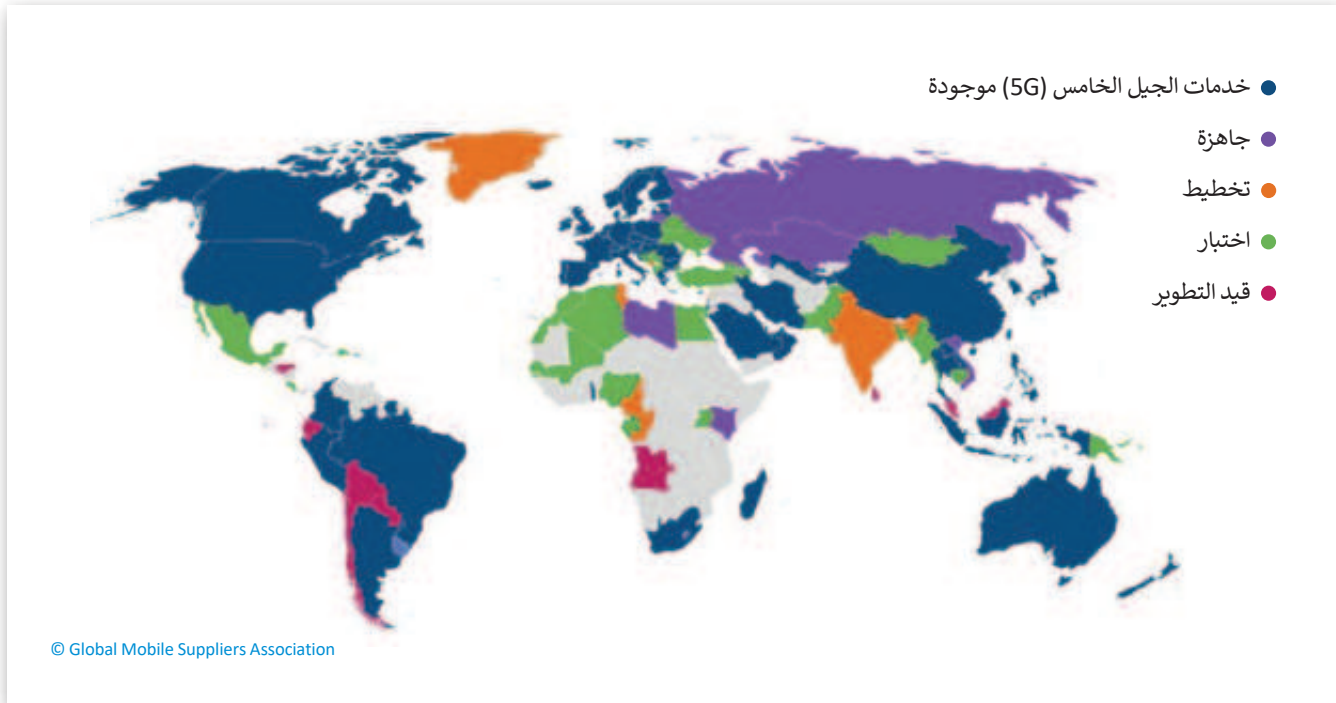 خدمات الجيل الخامس (5G) موجودة
جاهزة
تخطيط
اختبار
قيد التطوير
© Global Mobile Suppliers Association